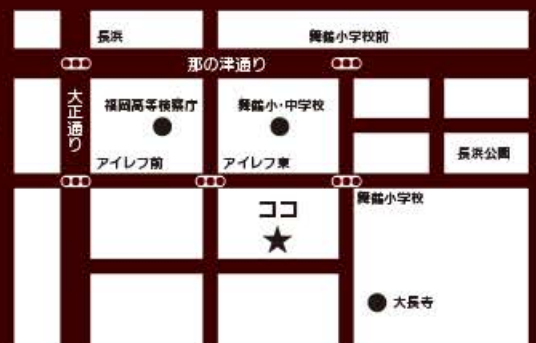 長浜
舞鶴小学校前
那の津通り
大正通り
福岡高等検察庁
舞鶴小・中学校
アイレフ前
アイレフ東
長浜公園
舞鶴小学校
ココ
大長寺